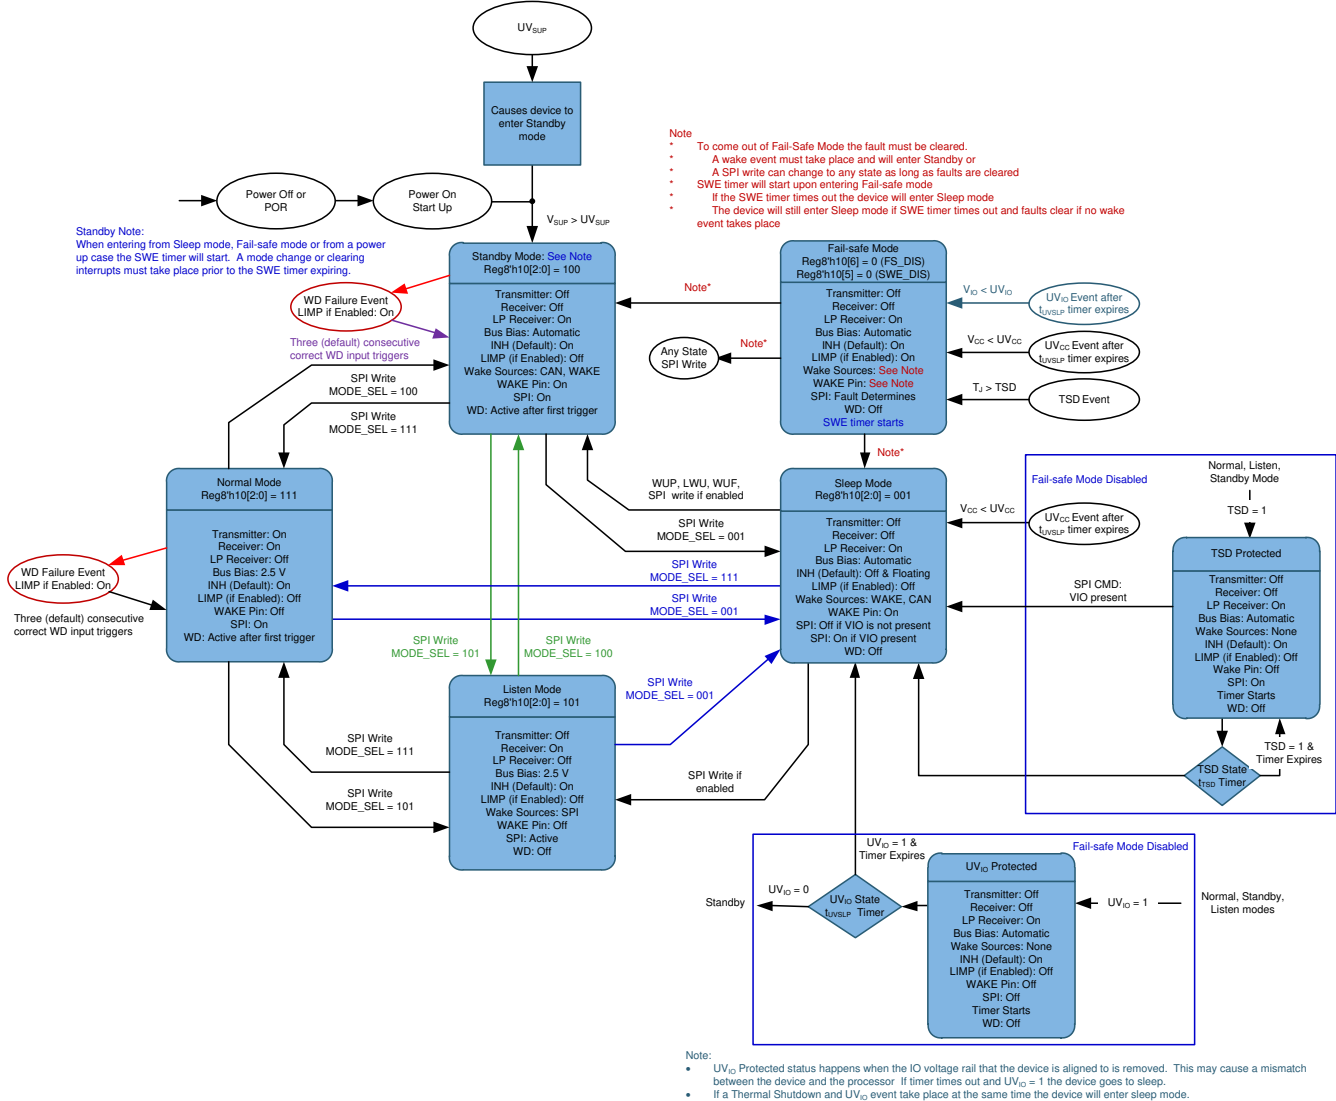 UVSUP
Causes device to
enter Standby
mode
Power Off or
POR
Power On
Start Up
VSUP > UVSUP
Note
* To come out of Fail-Safe Mode the fault must be cleared.
* A wake event must take place and will enter Standby or
* A SPI write can change to any state as long as faults are cleared
* SWE timer will start upon entering Fail-safe mode
* If the SWE timer times out the device will enter Sleep mode
* The device will still enter Sleep mode if SWE timer times out and faults clear if no wake
event takes place
Standby Note:
When entering from Sleep mode, Fail-safe mode or from a power
up case the SWE timer will start. A mode change or clearing
interrupts must take place prior to the SWE timer expiring.
Standby Mode: See Note
Reg8'h10[2:0] = 100
Transmitter: Off
Receiver: Off
LP Receiver: On
Bus Bias: Automatic
INH (Default): On
LIMP (if Enabled): Off
Wake Sources: CAN, WAKE
WAKE Pin: On
SPI: On
WD: Active after first trigger
WD Failure Event
LIMP if Enabled: On
Three (default) consecutive
correct WD input triggers
SPI Write
MODE_SEL = 100
SPI Write
MODE_SEL = 111
Note*
Any State
SPI Write
Note*
Fail-safe Mode
Reg8'h10[6] = 0 (FS_DIS)
Reg8'h10[5] = 0 (SWE_DIS)
Transmitter: Off
Receiver: Off
LP Receiver: On
Bus Bias: Automatic
INH (Default): On
LIMP (if Enabled): On
Wake Sources: See Note
WAKE Pin: See Note
SPI: Fault Determines
WD: Off
SWE timer starts
VIO < UVIO
UVIO Event after
tUVSLP timer expires
VCC < UVCC
UVCC Event after
tUVSLP timer expires
TJ > TSD
TSD Event
Note*
Normal Mode
Reg8'h10[2:0] = 111
Transmitter: On
Receiver: On
LP Receiver: Off
Bus Bias: 2.5 V
INH (Default): On
LIMP (if Enabled): Off
WAKE Pin: Off
SPI: On
WD: Active after first trigger
WD Failure Event
LIMP if Enabled: On
Three (default) consecutive
correct WD input triggers
WUP, LWU, WUF,
SPI write if enabled
SPI Write
MODE_SEL = 001
SPI Write
MODE_SEL = 111
SPI Write
MODE_SEL = 001
SPI Write
MODE_SEL = 101
SPI Write
MODE_SEL = 100
SPI Write
MODE_SEL = 001
Sleep Mode
Reg8'h10[2:0] = 001
Transmitter: Off
Receiver: Off
LP Receiver: On
Bus Bias: Automatic
INH (Default): Off & Floating
LIMP (if Enabled): Off
Wake Sources: WAKE, CAN
WAKE Pin: On
SPI: Off if VIO is not present
SPI: On if VIO present
WD: Off
VCC < UVCC
UVCC Event after
tUVSLP timer expires
Fail-safe Mode Disabled
Normal, Listen,
Standby Mode
TSD = 1
TSD Protected
Transmitter: Off
Receiver: Off
LP Receiver: On
Bus Bias: Automatic
Wake Sources: None
INH (Default): On
LIMP (if Enabled): Off
Wake Pin: Off
SPI: On
Timer Starts
WD: Off
SPI CMD:
VIO present
TSD State
tTSD Timer
TSD = 1 &
Timer Expires
Listen Mode
Reg8'h10[2:0] = 101
Transmitter: Off
Receiver: On
LP Receiver: Off
Bus Bias: 2.5 V
INH (Default): On
LIMP (if Enabled): Off
Wake Sources: SPI
WAKE Pin: Off
SPI: Active
WD: Off
SPI Write
MODE_SEL = 111
SPI Write
MODE_SEL = 101
SPI Write if
enabled
UVIO = 1 &
Timer Expires
Fail-safe Mode Disabled
Standby
UVIO = 0
UVIO State
tUVSLP Timer
UVIO Protected
Transmitter: Off
Receiver: Off
LP Receiver: On
Bus Bias: Automatic
Wake Sources: None
INH (Default): On
LIMP (if Enabled): Off
WAKE Pin: Off
SPI: Off
Timer Starts
WD: Off
UVIO = 1
Normal, Standby,
Listen modes
Note:
• UVIO Protected status happens when the IO voltage rail that the device is aligned to is removed. This may cause a mismatch
between the device and the processor If timer times out and UVIO = 1 the device goes to sleep.
• If a Thermal Shutdown and UVIO event take place at the same time the device will enter sleep mode.